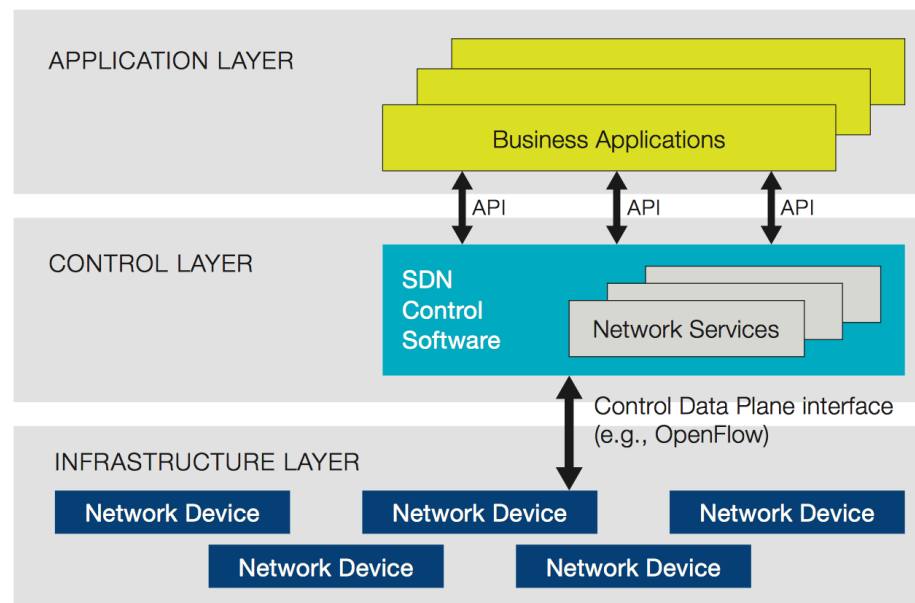 APPLICATION LAYER
Business Applications
API
API
API
CONTROL LAYER
SDN
Control
Software
Network Services
Control Data Plane interface
(e.g., OpenFlow)
INFRASTRUCTURE LAYER
Network Device
Network Device
Network Device
Network Device
Network Device